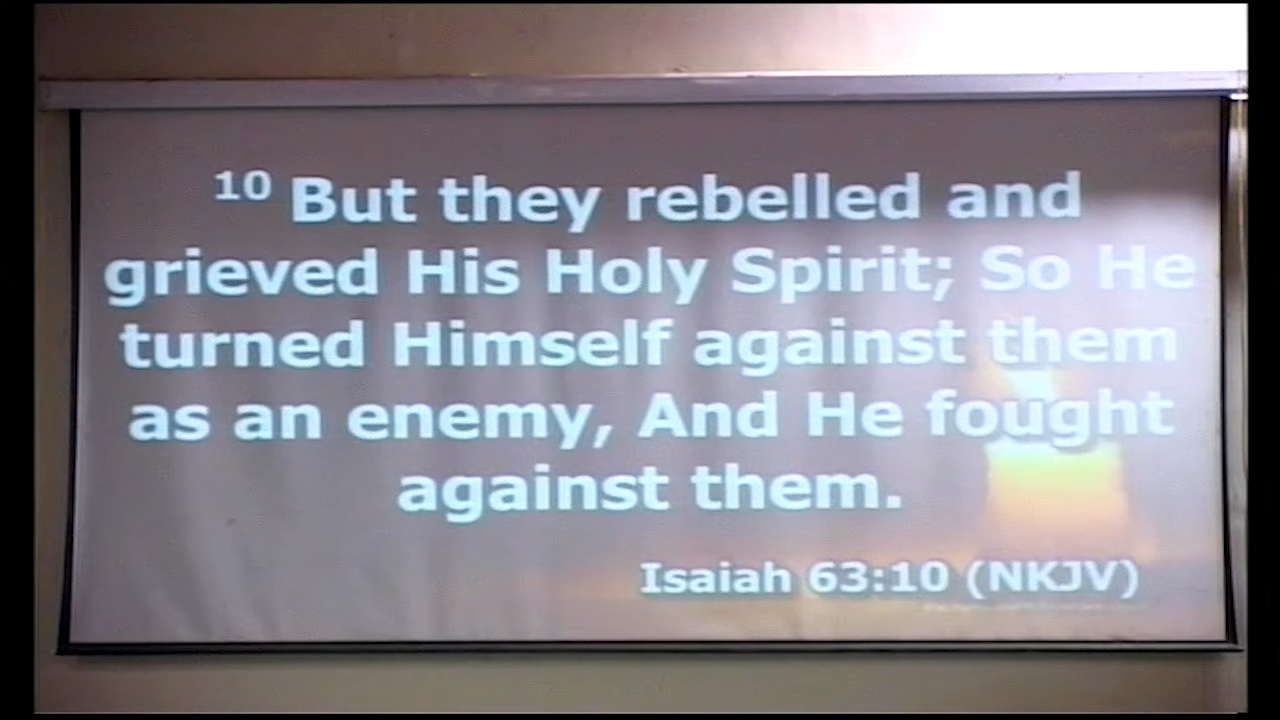 10 But they rebelled and
grieved His Holy Spirit; So He
turned Himself against them
as an enemy, And He fought
against them.
Isaiah 63:10 (NKJV)